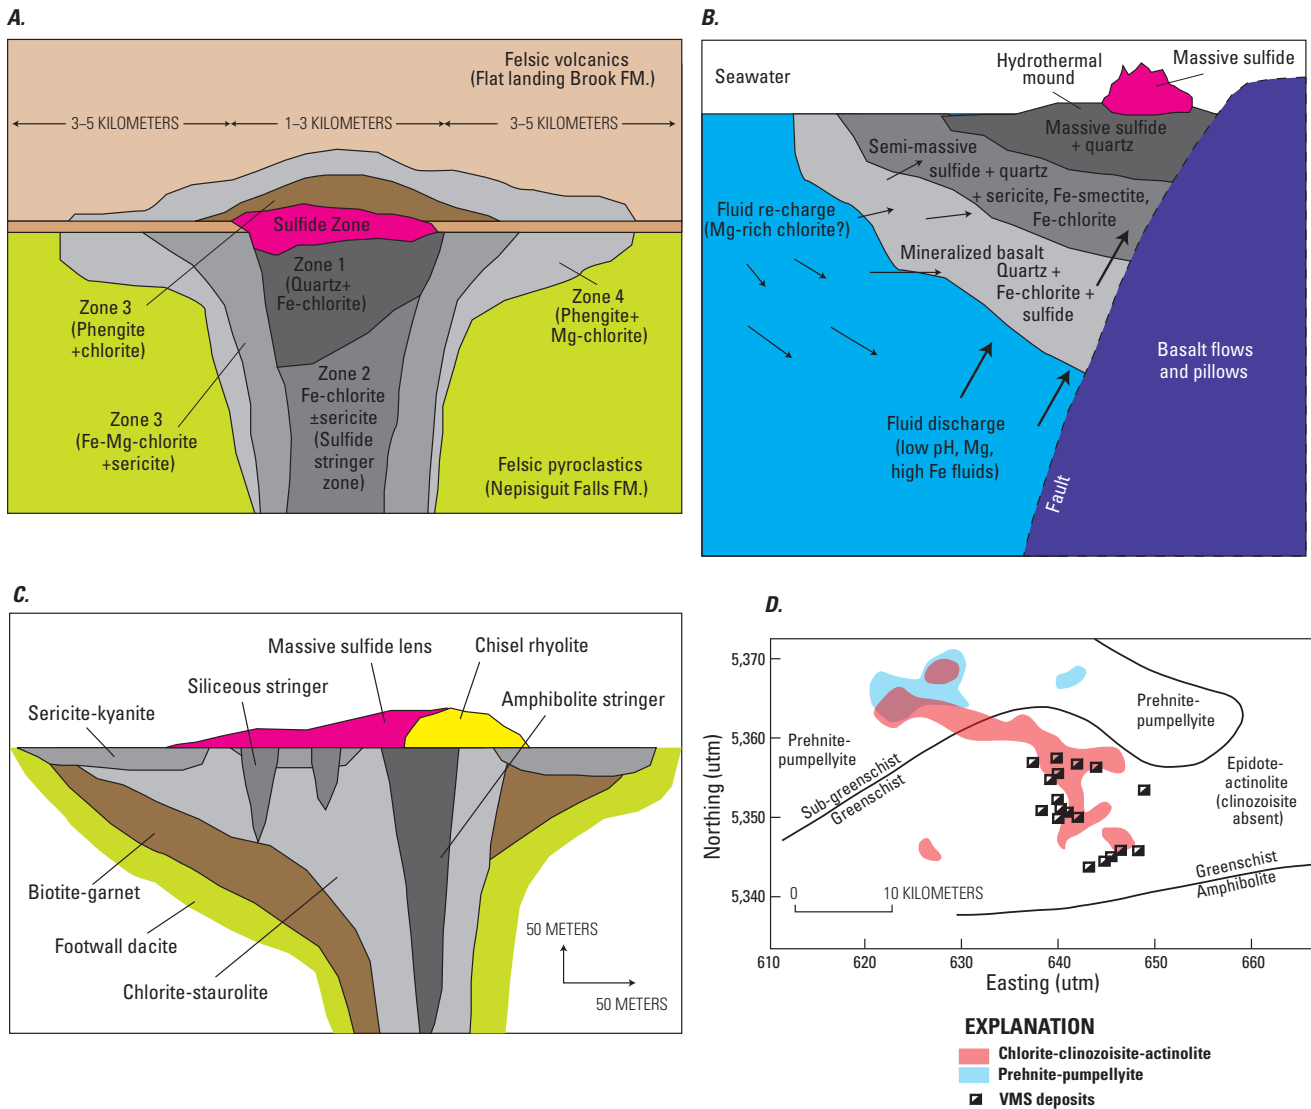 A.
Felsic volcanics
(Flat landing Brook FM.)
3–5 KILOMETERS
1–3 KILOMETERS
3–5 KILOMETERS
Sulfide Zone
Zone 1
(Quartz+
Fe-chlorite)
Zone 3
(Phengite
+chlorite)
Zone 4
(Phengite+
Mg-chlorite)
Zone 2
Fe-chlorite
±sericite
(Sulfide
stringer
zone)
Zone 3
(Fe-Mg-chlorite
+sericite)
Felsic pyroclastics
(Nepisiguit Falls FM.)
B.
Seawater
Hydrothermal
mound
Massive sulfide
Massive sulfide
+ quartz
Semi-massive
sulfide + quartz
+ sericite, Fe-smectite,
Fe-chlorite
Fluid re-charge
(Mg-rich chlorite?)
Mineralized basalt
Quartz +
Fe-chlorite +
sulfide
Basalt flows
and pillows
Fluid discharge
(low pH, Mg,
high Fe fluids)
Fault
C.
Massive sulfide lens
Chisel rhyolite
Siliceous stringer
Amphibolite stringer
Sericite-kyanite
Biotite-garnet
Footwall dacite
Chlorite-staurolite
50 METERS
50 METERS
D.
5,370
5,360
5,350
5,340
Northing (utm)
Prehnite-
pumpellyite
Prehnite-
pumpellyite
Sub-greenschist
Greenschist
Epidote-
actinolite
(clinozoisite
absent)
Greenschist
Amphibolite
0
10 KILOMETERS
610
620
630
640
650
660
Easting (utm)
EXPLANATION
Chlorite-clinozoisite-actinolite
Prehnite-pumpellyite
VMS deposits